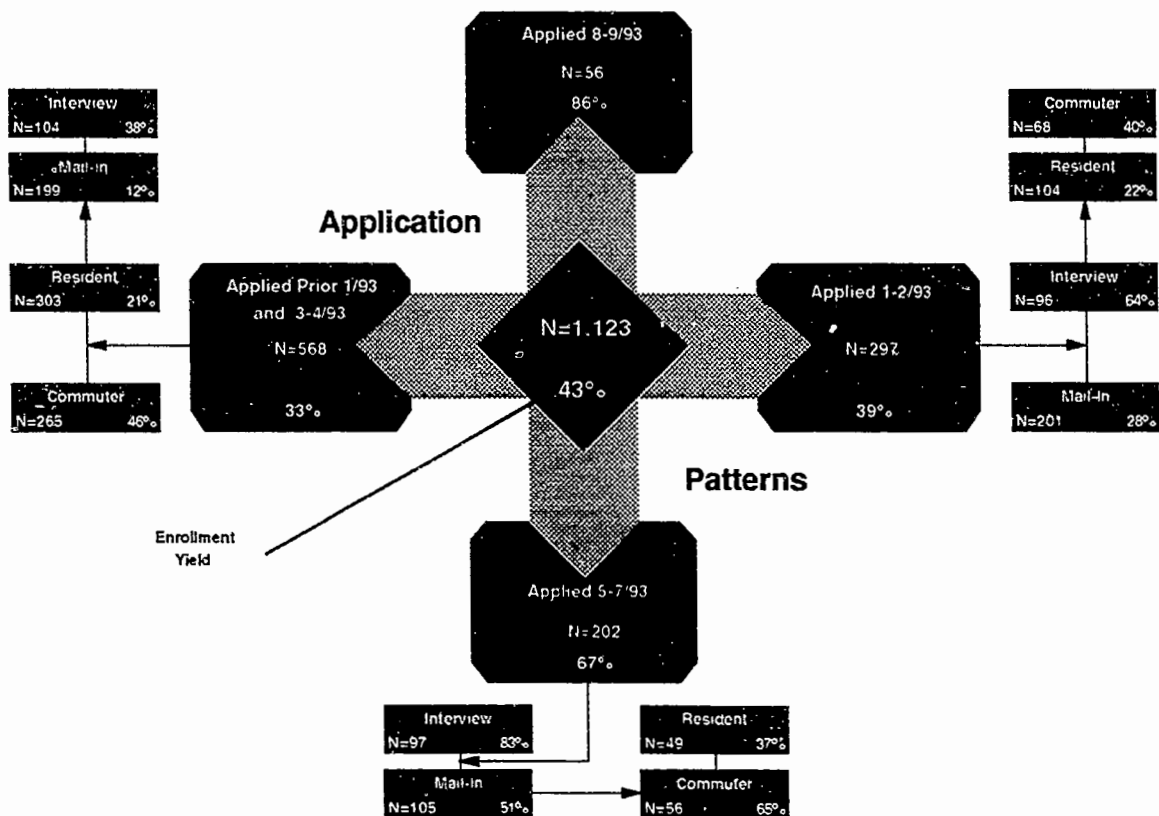 Applied 8-9/93
N=56
86%
Interview
N=104 38%
Mail-In
N=199 12%
Resident
N=303 21%
Commuter
N=265 46%
Application
Applied Prior 1/93
and 3-4/93
N=568
33%
N=1,123
43%
Applied 1-2/93
N=297
39%
Commuter
N=68 40%
Resident
N=104 22%
Interview
N=96 64%
Mail-In
N=201 28%
Patterns
Enrollment
Yield
Applied 5-7/93
N=202
67%
Interview
N=97 83%
Mail-In
N=105 51%
Resident
N=49 37%
Commuter
N=56 65%